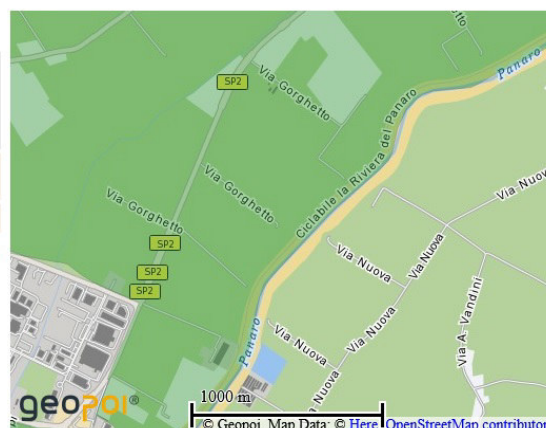 Via Gorghetto
Panaro
SP2
Ciclabile la Riviera del Panaro
Via Gorghetto
Via Gorghetto
Via Nuova
SP2
Via Nuova
Via Nuova
SP2
SP2
Via A. Vandini
Via Nuova
Panaro
Via Nuova
Via Nuova
1000 m
geopoi®
© Geopoi, Map Data: © Here, OpenStreetMap contributor